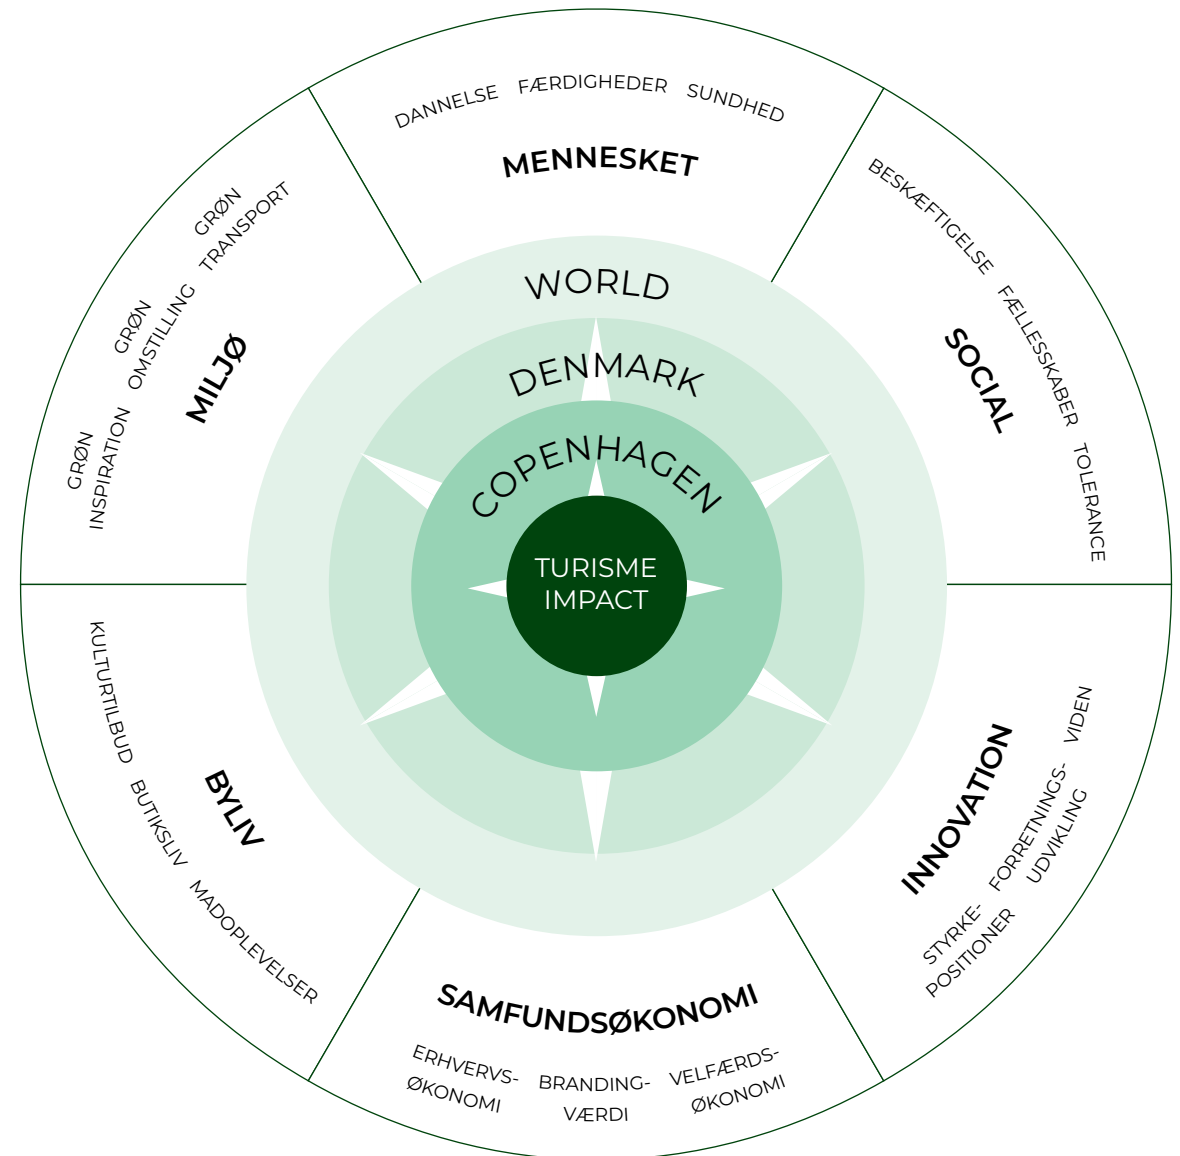 DANNELSE FÆRDIGHEDER SUNDHED
MENNESKET
BESKÆFTIGELSE FÆLLESSKABER TOLERANCE
SOCIAL
VIDEN
FORRETNINGS-
UDVIKLING
STYRKE-
POSITIONER
INNOVATION
SAMFUNDSØKONOMI
ERHVERVS-
ØKONOMI
BRANDING-
VÆRDI
VELFÆRDS-
ØKONOMI
BYLIV
KULTURTILBUD BUTIKSLIV MADOPLEVELSER
MILJØ
GRØN
INSPIRATION
GRØN
OMSTILLING
GRØN
TRANSPORT
WORLD
DENMARK
COPENHAGEN
TURISME
IMPACT